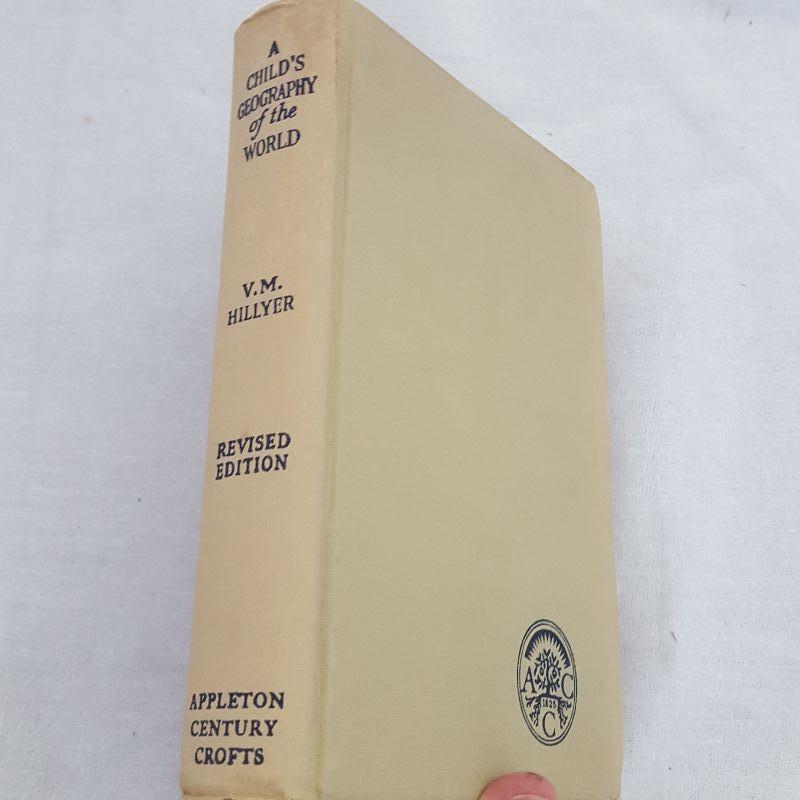 A
CHILD'S
GEOGRAPHY
of the
WORLD
V.M.
HILLYER
REVISED
EDITION
APPLETON
CENTURY
CROFTS
A C
1825
C